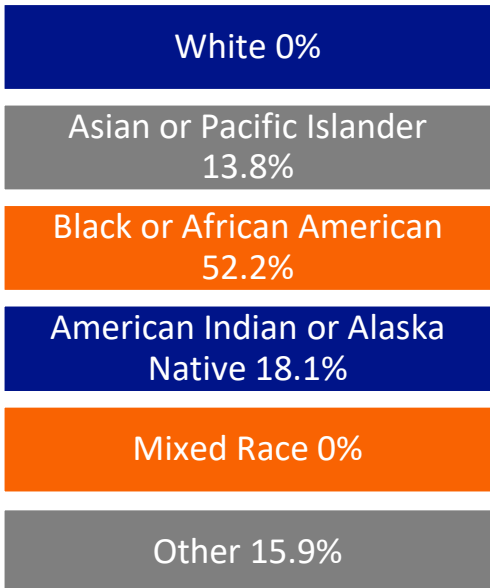 White 0%
Asian or Pacific Islander
13.8%
Black or African American
52.2%
American Indian or Alaska
Native 18.1%
Mixed Race 0%
Other 15.9%